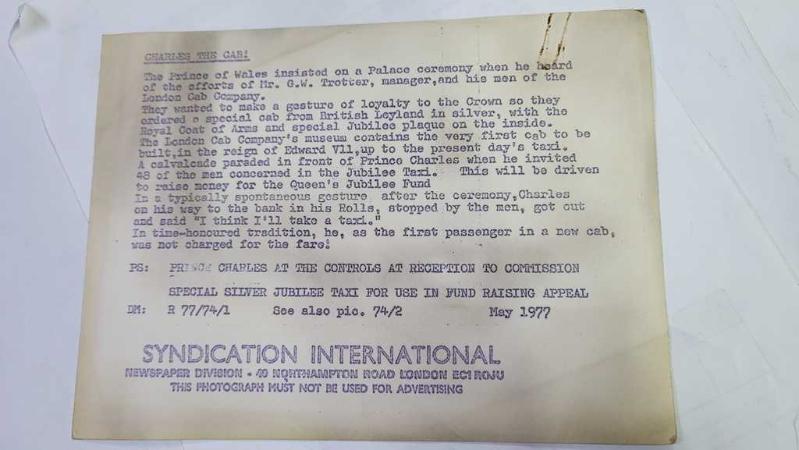 CHARLES THE CAB!
The Prince of Wales insisted on a Palace ceremony when he heard
of the efforts of Mr. G.W. Trotter, manager,and his men of the
London Cab Company.
They wanted to make a gesture of loyalty to the Crown so they
ordered a special cab from British Leyland in silver, with the
Royal Coat of Arms and special Jubilee plaque on the inside.
The London Cab Company's museum contains the very first cab to be
built,in the reign of Edward Vll,up to the present day's taxi.
A calvalcade paraded in front of Prince Charles when he invited
48 of the men concerned in the Jubilee Taxi. This will be driven
to raise money for the Queen's Jubilee Fund
In a typically spontaneous gesture after the ceremony,Charles
on his way to the bank in his Rolls, stopped by the men, got out
and said "I think I'll take a taxi."
In time-honoured tradition, he, as the first passenger in a new cab,
was not charged for the fare!
PS: PRINCE CHARLES AT THE CONTROLS AT RECEPTION TO COMMISSION
SPECIAL SILVER JUBILEE TAXI FOR USE IN FUND RAISING APPEAL
DM: R 77/74/1 See also pic. 74/2 May 1977
SYNDICATION INTERNATIONAL
NEWSPAPER DIVISION • 40 NORTHAMPTON ROAD LONDON EC1 ROJU
THIS PHOTOGRAPH MUST NOT BE USED FOR ADVERTISING